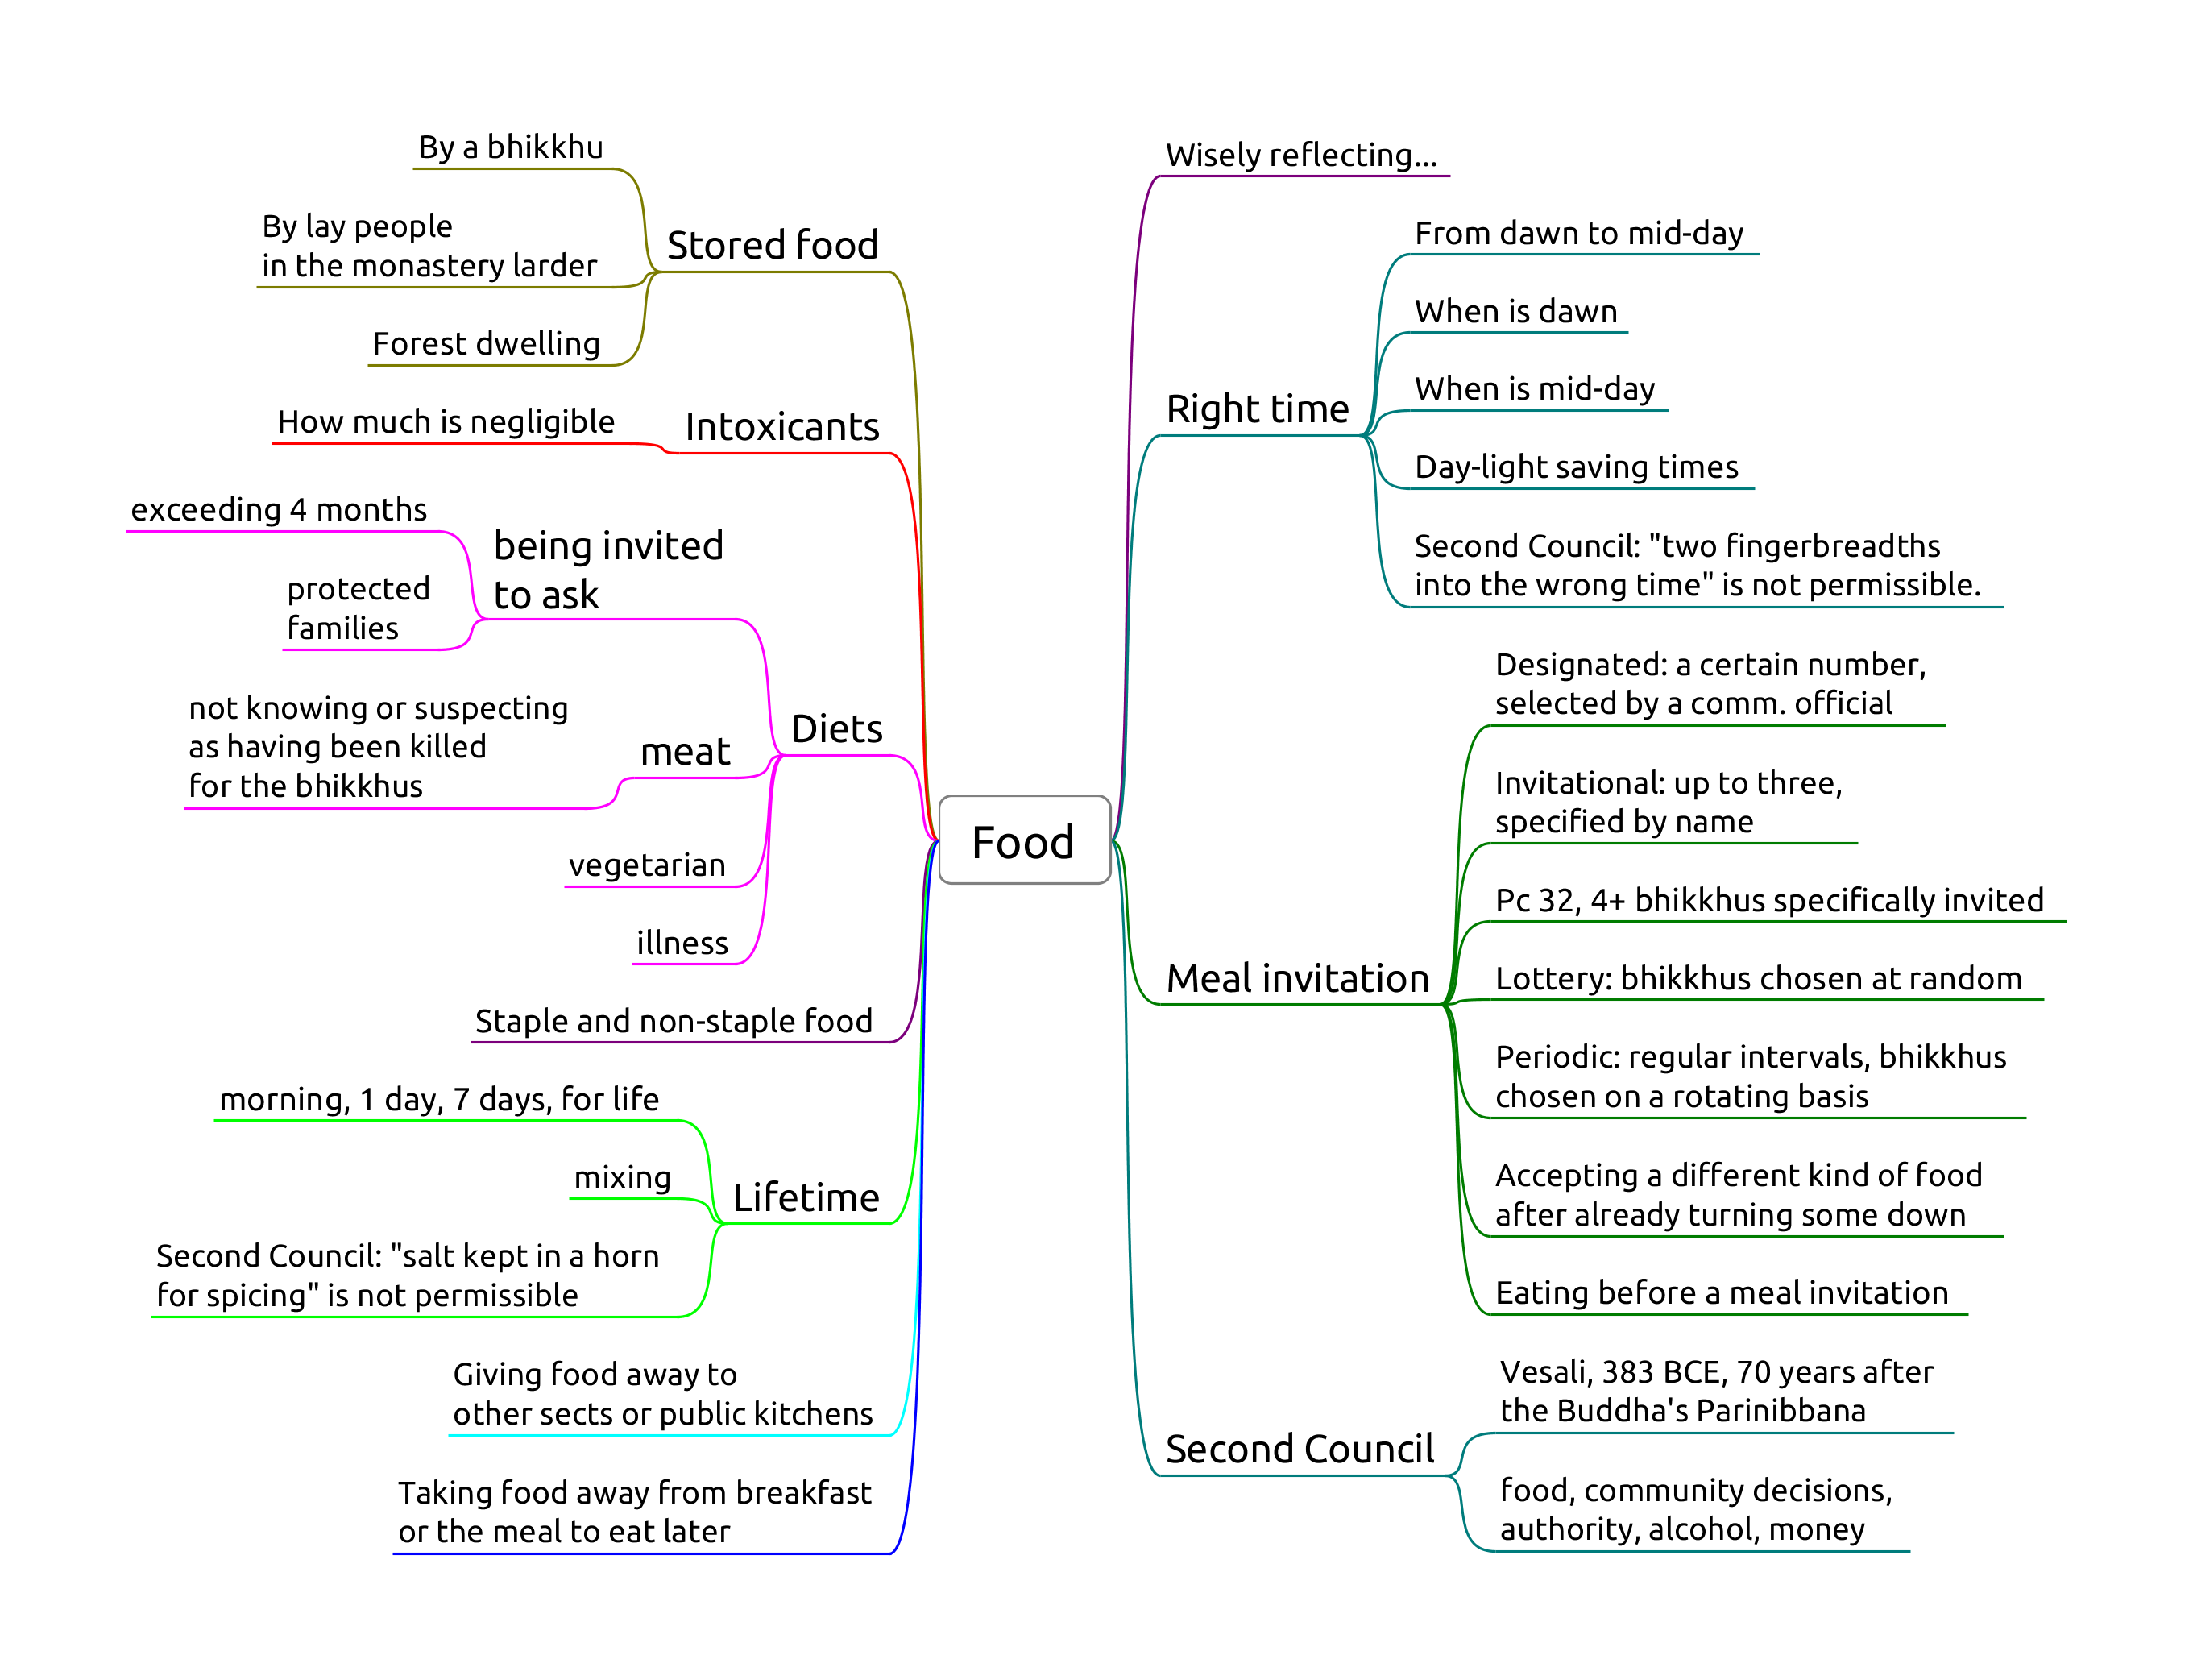 Food
Wisely reflecting...
Right time
From dawn to mid-day
When is dawn
When is mid-day
Day-light saving times
Second Council: "two fingerbreadths
into the wrong time" is not permissible.
Meal invitation
Designated: a certain number,
selected by a comm. official
Invitational: up to three,
specified by name
Pc 32, 4+ bhikkhus specifically invited
Lottery: bhikkhus chosen at random
Periodic: regular intervals, bhikkhus
chosen on a rotating basis
Accepting a different kind of food
after already turning some down
Eating before a meal invitation
Second Council
Vesali, 383 BCE, 70 years after
the Buddha's Parinibbana
food, community decisions,
authority, alcohol, money
Stored food
By a bhikkhu
By lay people
in the monastery larder
Forest dwelling
Intoxicants
How much is negligible
Diets
being invited
to ask
exceeding 4 months
protected
families
meat
not knowing or suspecting
as having been killed
for the bhikkhus
vegetarian
illness
Staple and non-staple food
Lifetime
morning, 1 day, 7 days, for life
mixing
Second Council: "salt kept in a horn
for spicing" is not permissible
Giving food away to
other sects or public kitchens
Taking food away from breakfast
or the meal to eat later